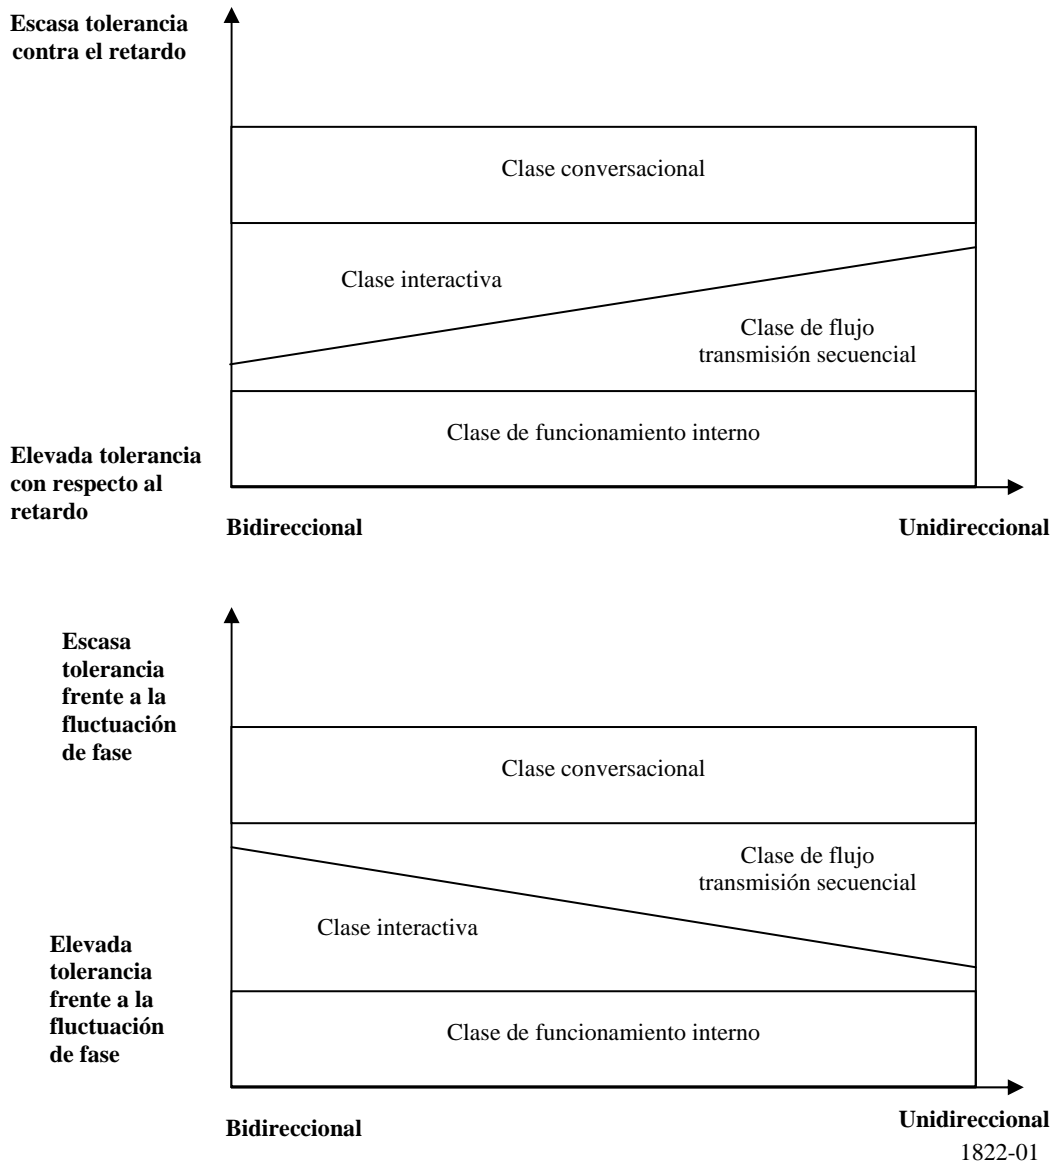 Escasa tolerancia
contra el retardo
Clase conversacional
Clase interactiva
Clase de flujo
transmisión secuencial
Clase de funcionamiento interno
Elevada tolerancia
con respecto al
retardo
Bidireccional
Unidireccional
Escasa
tolerancia
frente a la
fluctuación
de fase
Clase conversacional
Clase de flujo
transmisión secuencial
Clase interactiva
Elevada
tolerancia
frente a la
fluctuación
de fase
Clase de funcionamiento interno
Bidireccional
Unidireccional
1822-01